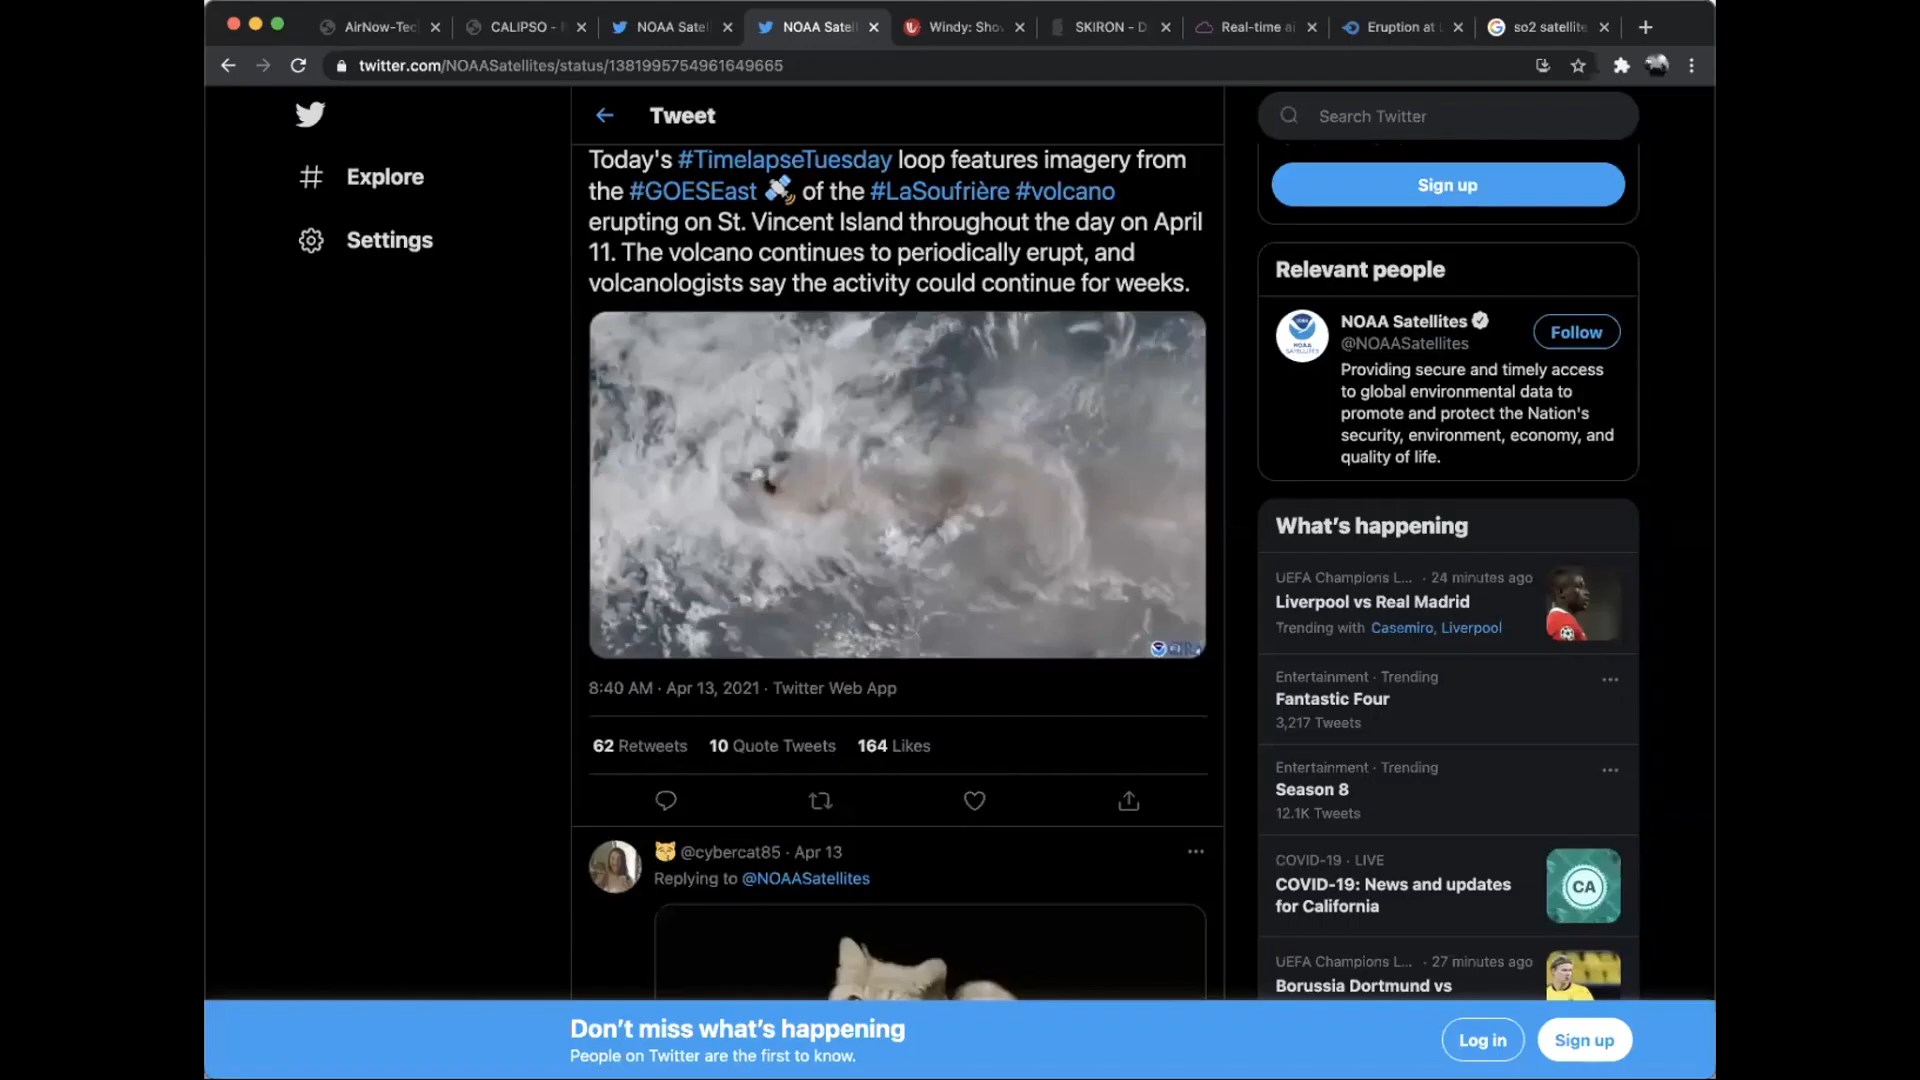 AirNow-Tec
CALIPSO -
NOAA Satel
NOAA Satel
Windy: Sho
SKIRON - D
Real-time ai
Eruption at
so2 satellite
twitter.com/NOAASatellites/status/1381995754961649665
Explore
Settings
Tweet
Today's #TimelapseTuesday loop features imagery from
the #GOESEast of the #LaSoufrière #volcano
erupting on St. Vincent Island throughout the day on April
11. The volcano continues to periodically erupt, and
volcanologists say the activity could continue for weeks.
8:40 AM · Apr 13, 2021 · Twitter Web App
62 Retweets 10 Quote Tweets 164 Likes
@cybercat85 · Apr 13
Replying to @NOAASatellites
Search Twitter
Sign up
Relevant people
NOAA Satellites
@NOAASatellites
Follow
Providing secure and timely access
to global environmental data to
promote and protect the Nation's
security, environment, economy, and
quality of life.
What's happening
UEFA Champions L... · 24 minutes ago
Liverpool vs Real Madrid
Trending with Casemiro, Liverpool
Entertainment · Trending
Fantastic Four
3,217 Tweets
Entertainment · Trending
Season 8
12.1K Tweets
COVID-19 · LIVE
COVID-19: News and updates
for California
CA
UEFA Champions L... · 27 minutes ago
Borussia Dortmund vs
Don't miss what's happening
People on Twitter are the first to know.
Log in
Sign up